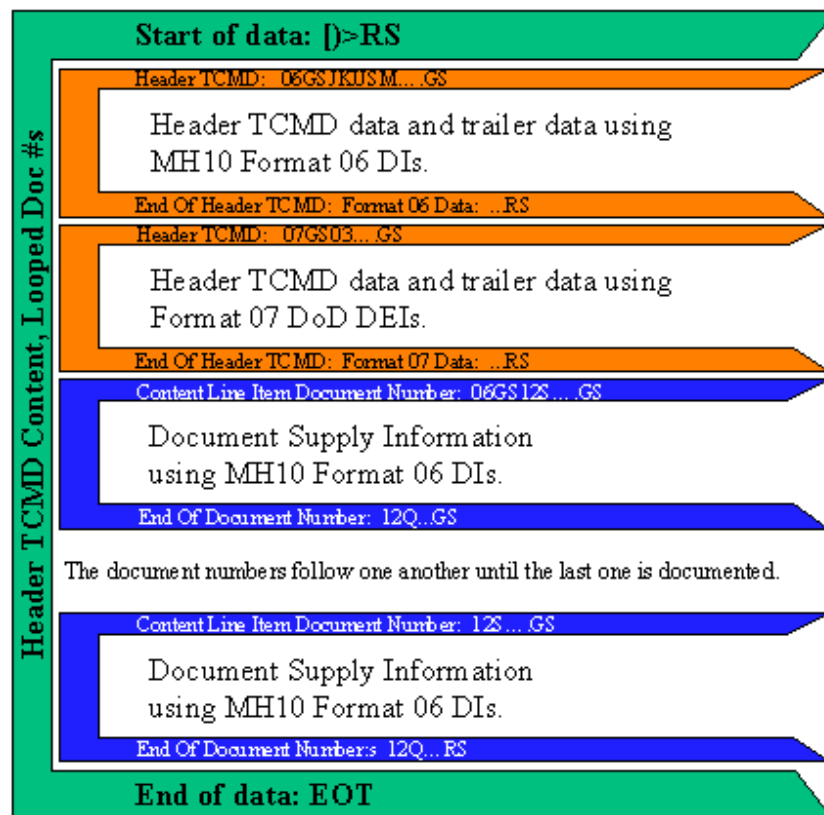 Start of data: [)>RS
Header TCMD Content, Looped Doc #s
Header TCMD: 06GSJKUSM... .GS
Header TCMD data and trailer data using
MH10 Format 06 DIs.
End Of Header TCMD: Format 06 Data: ...RS
Header TCMD: 07GS03... .GS
Header TCMD data and trailer data using
Format 07 DoD DEIs.
End Of Header TCMD: Format 07 Data: ...RS
Content Line Item Document Number: 06GS12S... .GS
Document Supply Information
using MH10 Format 06 DIs.
End Of Document Number: 12Q...GS
The document numbers follow one another until the last one is documented.
Content Line Item Document Number: 12S... .GS
Document Supply Information
using MH10 Format 06 DIs.
End Of Document Number:s 12Q...RS
End of data: EOT